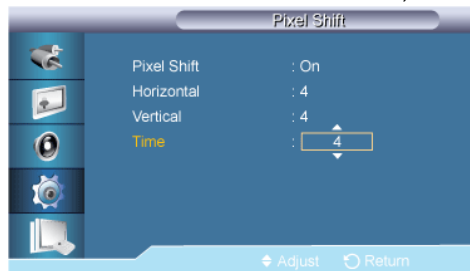 Pixel Shift
Pixel Shift : On
Horizontal : 4
Vertical : 4
Time : 4
Adjust Return